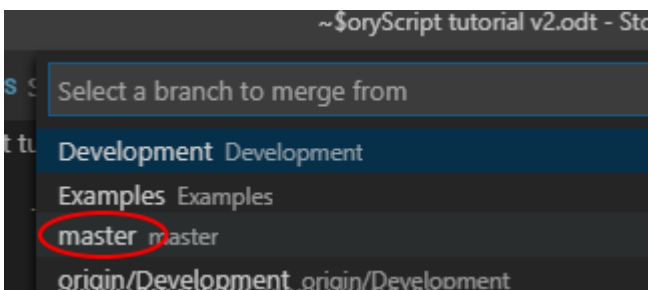 ~$oryScript tutorial v2.odt - Sto
Select a branch to merge from
Development Development
Examples Examples
master master
origin/Development origin/Development